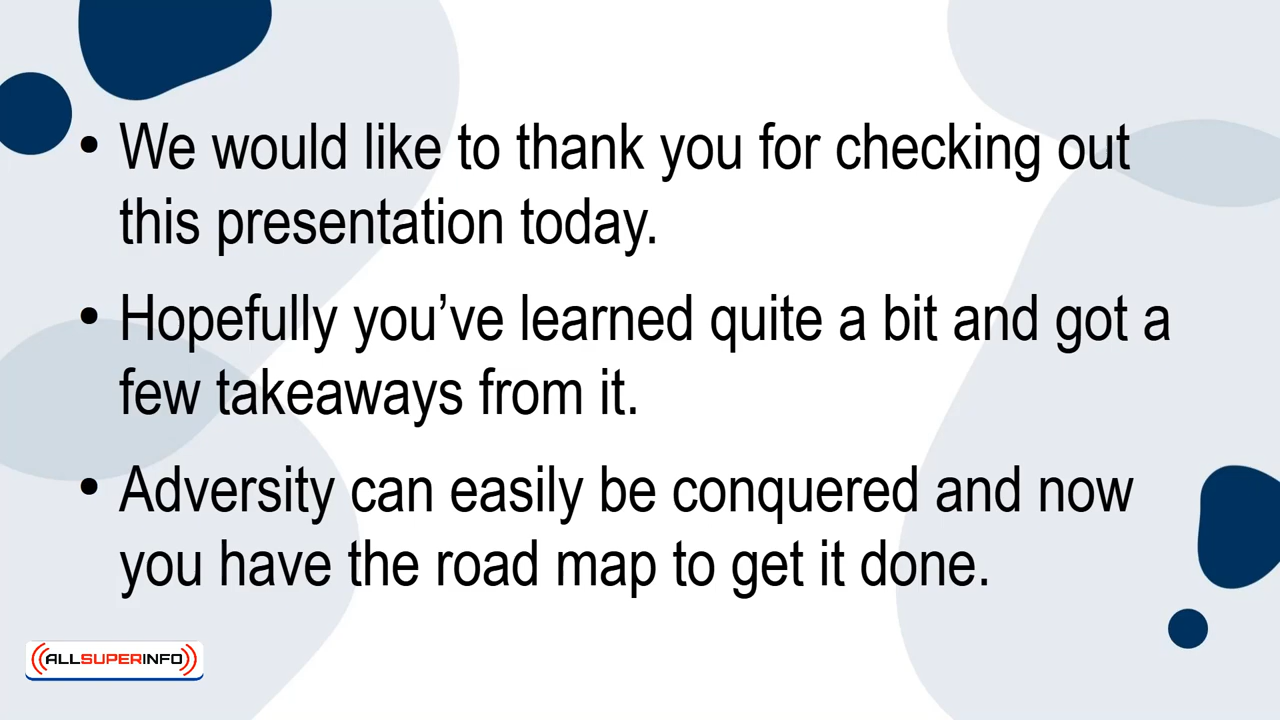 • We would like to thank you for checking out
this presentation today.
• Hopefully you’ve learned quite a bit and got a
few takeaways from it.
• Adversity can easily be conquered and now
you have the road map to get it done.
ALLSUPERINFO